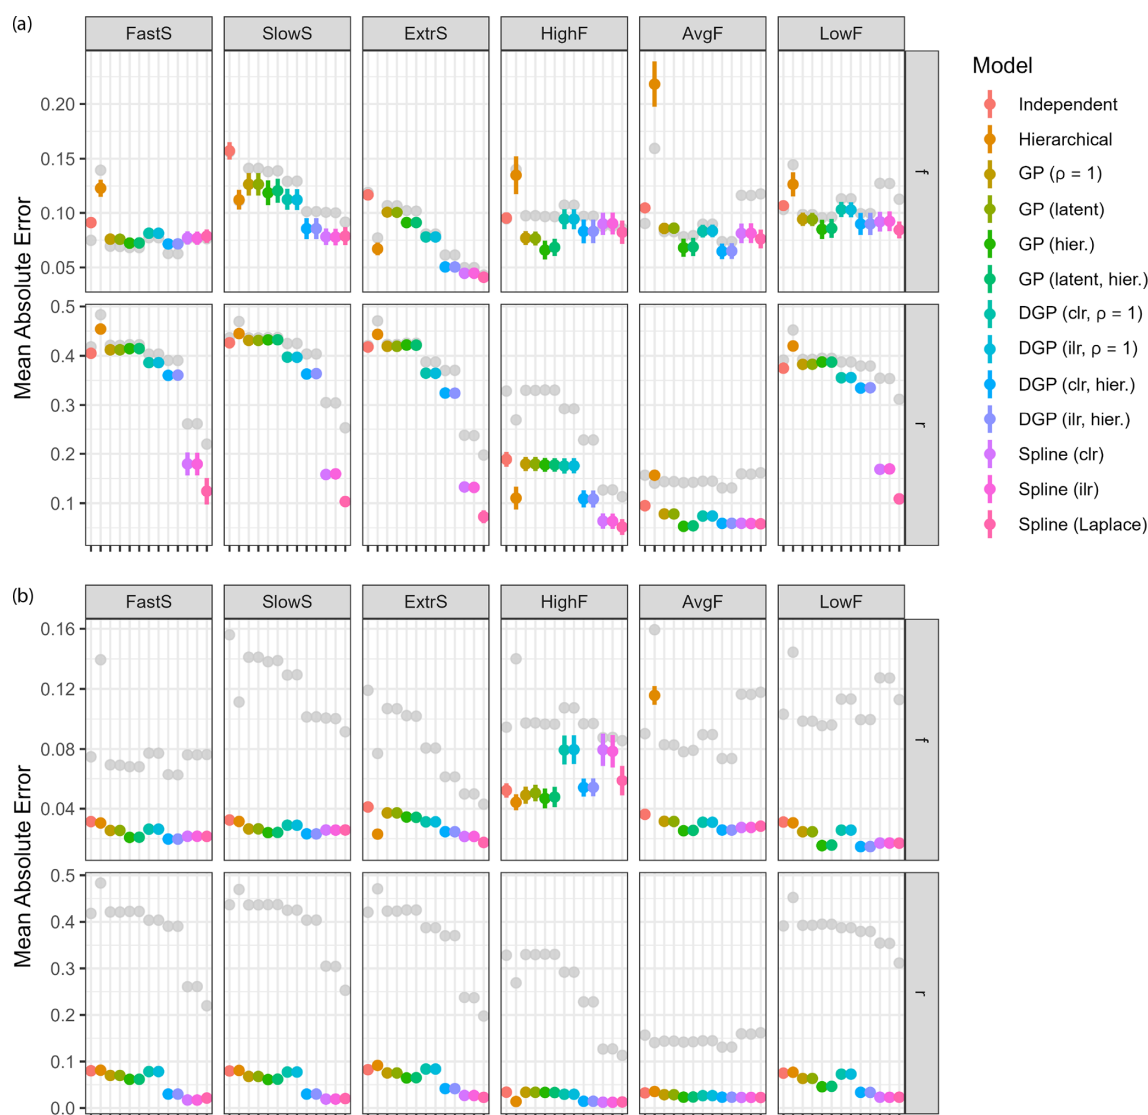 (a)
FastS SlowS ExtrS HighF AvgF LowF
Mean Absolute Error
0.20
0.15
0.10
0.05
f
0.5
0.4
0.3
0.2
0.1
r
Model
Independent
Hierarchical
GP (ρ = 1)
GP (latent)
GP (hier.)
GP (latent, hier.)
DGP (clr, ρ = 1)
DGP (ilr, ρ = 1)
DGP (clr, hier.)
DGP (ilr, hier.)
Spline (clr)
Spline (ilr)
Spline (Laplace)
(b)
FastS SlowS ExtrS HighF AvgF LowF
Mean Absolute Error
0.16
0.12
0.08
0.04
f
0.5
0.4
0.3
0.2
0.1
0.0
r